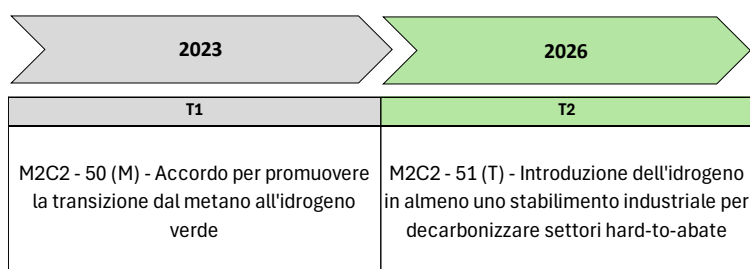 2023
2026
T1
T2
M2C2 - 50 (M) - Accordo per promuovere
la transizione dal metano all'idrogeno
verde
M2C2 - 51 (T) - Introduzione dell'idrogeno
in almeno uno stabilimento industriale per
decarbonizzare settori hard-to-abate